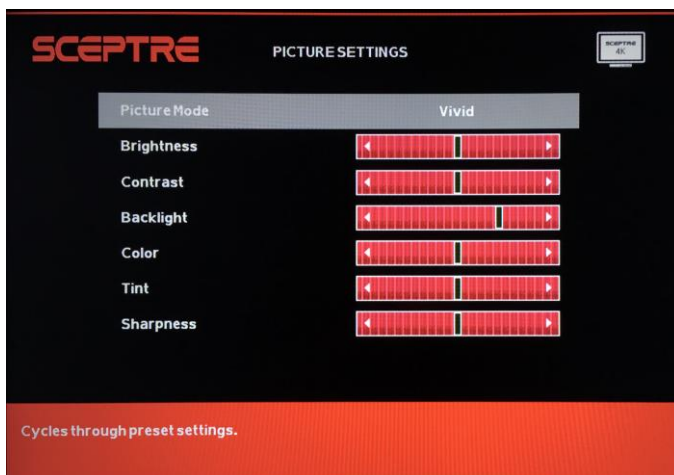 SCEPTRE
PICTURE SETTINGS
SCEPTRE
4K
Picture Mode Vivid
Brightness
Contrast
Backlight
Color
Tint
Sharpness
Cycles through preset settings.